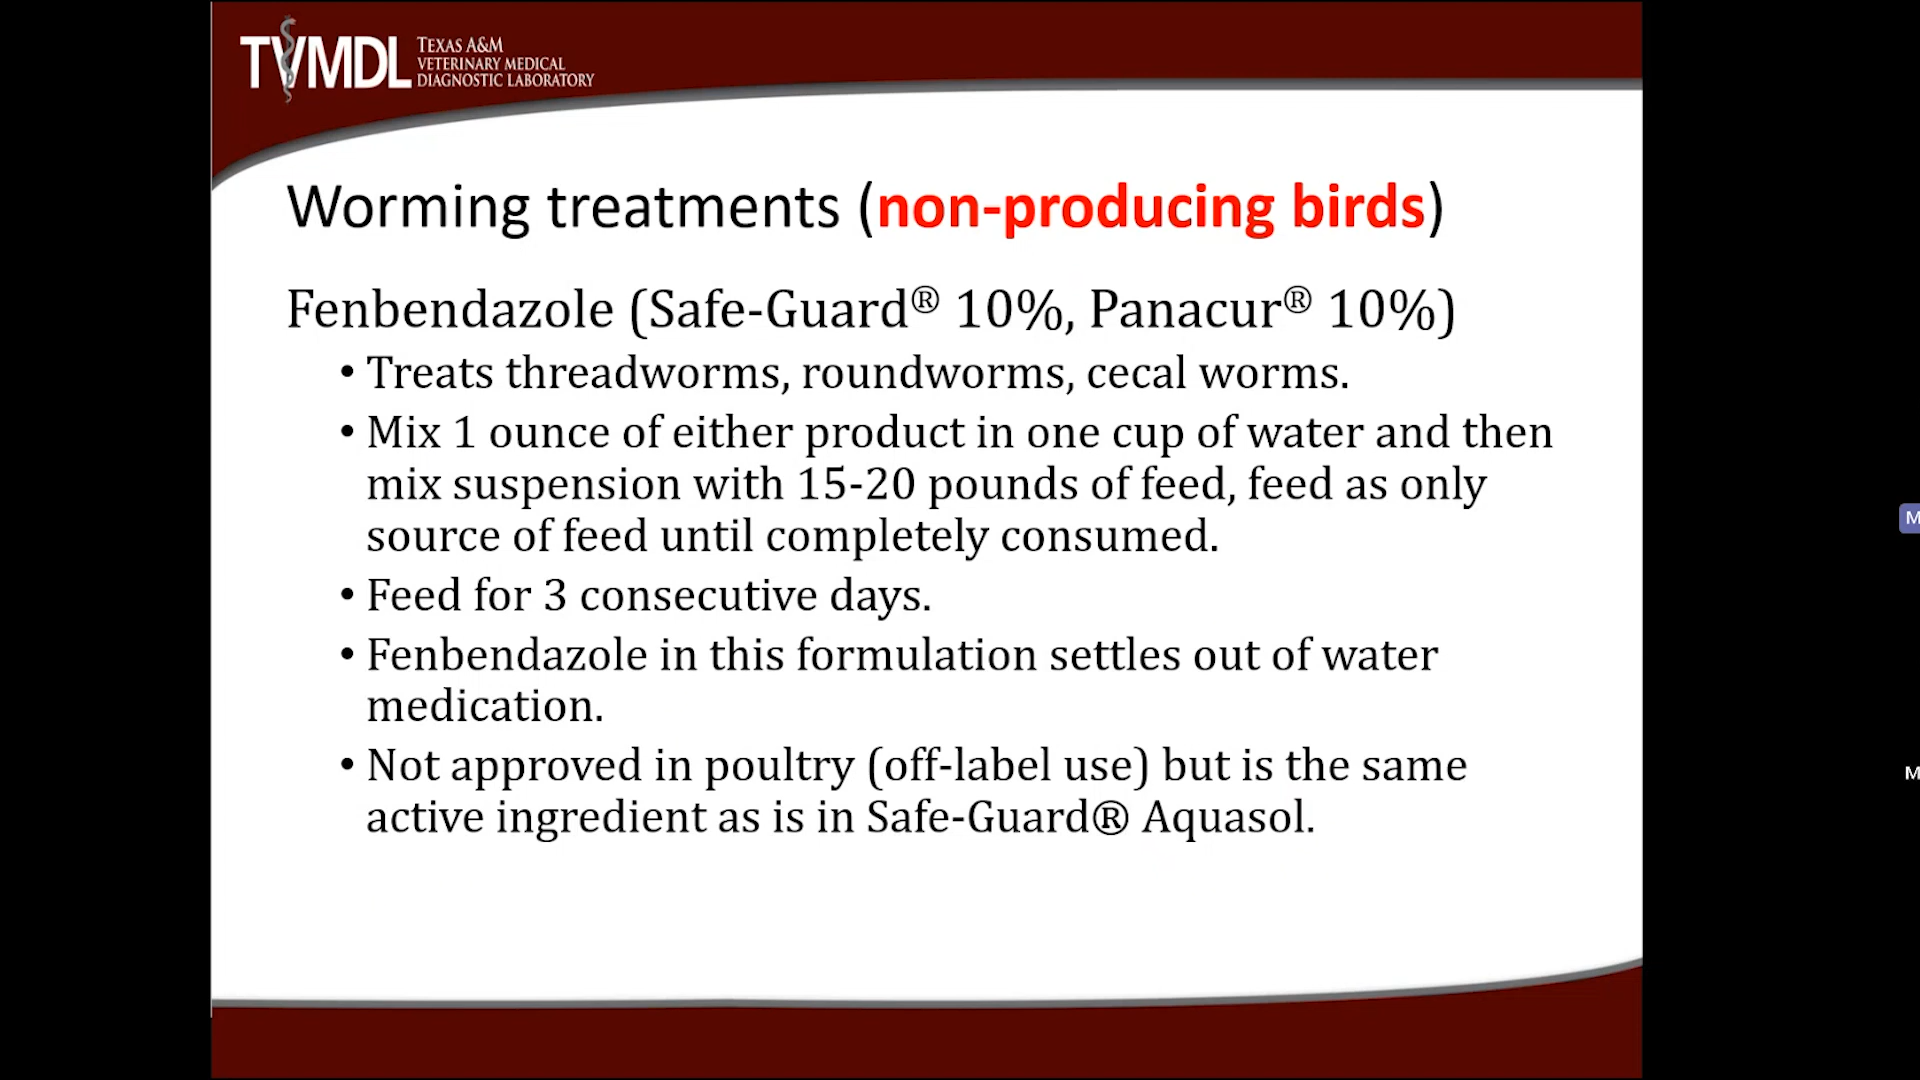 TVMDL
TEXAS A&M
VETERINARY MEDICAL
DIAGNOSTIC LABORATORY
Worming treatments (non-producing birds)
Fenbendazole (Safe-Guard® 10%, Panacur® 10%)
• Treats threadworms, roundworms, cecal worms.
• Mix 1 ounce of either product in one cup of water and then
mix suspension with 15-20 pounds of feed, feed as only
source of feed until completely consumed.
• Feed for 3 consecutive days.
• Fenbendazole in this formulation settles out of water
medication.
• Not approved in poultry (off-label use) but is the same
active ingredient as is in Safe-Guard® Aquasol.